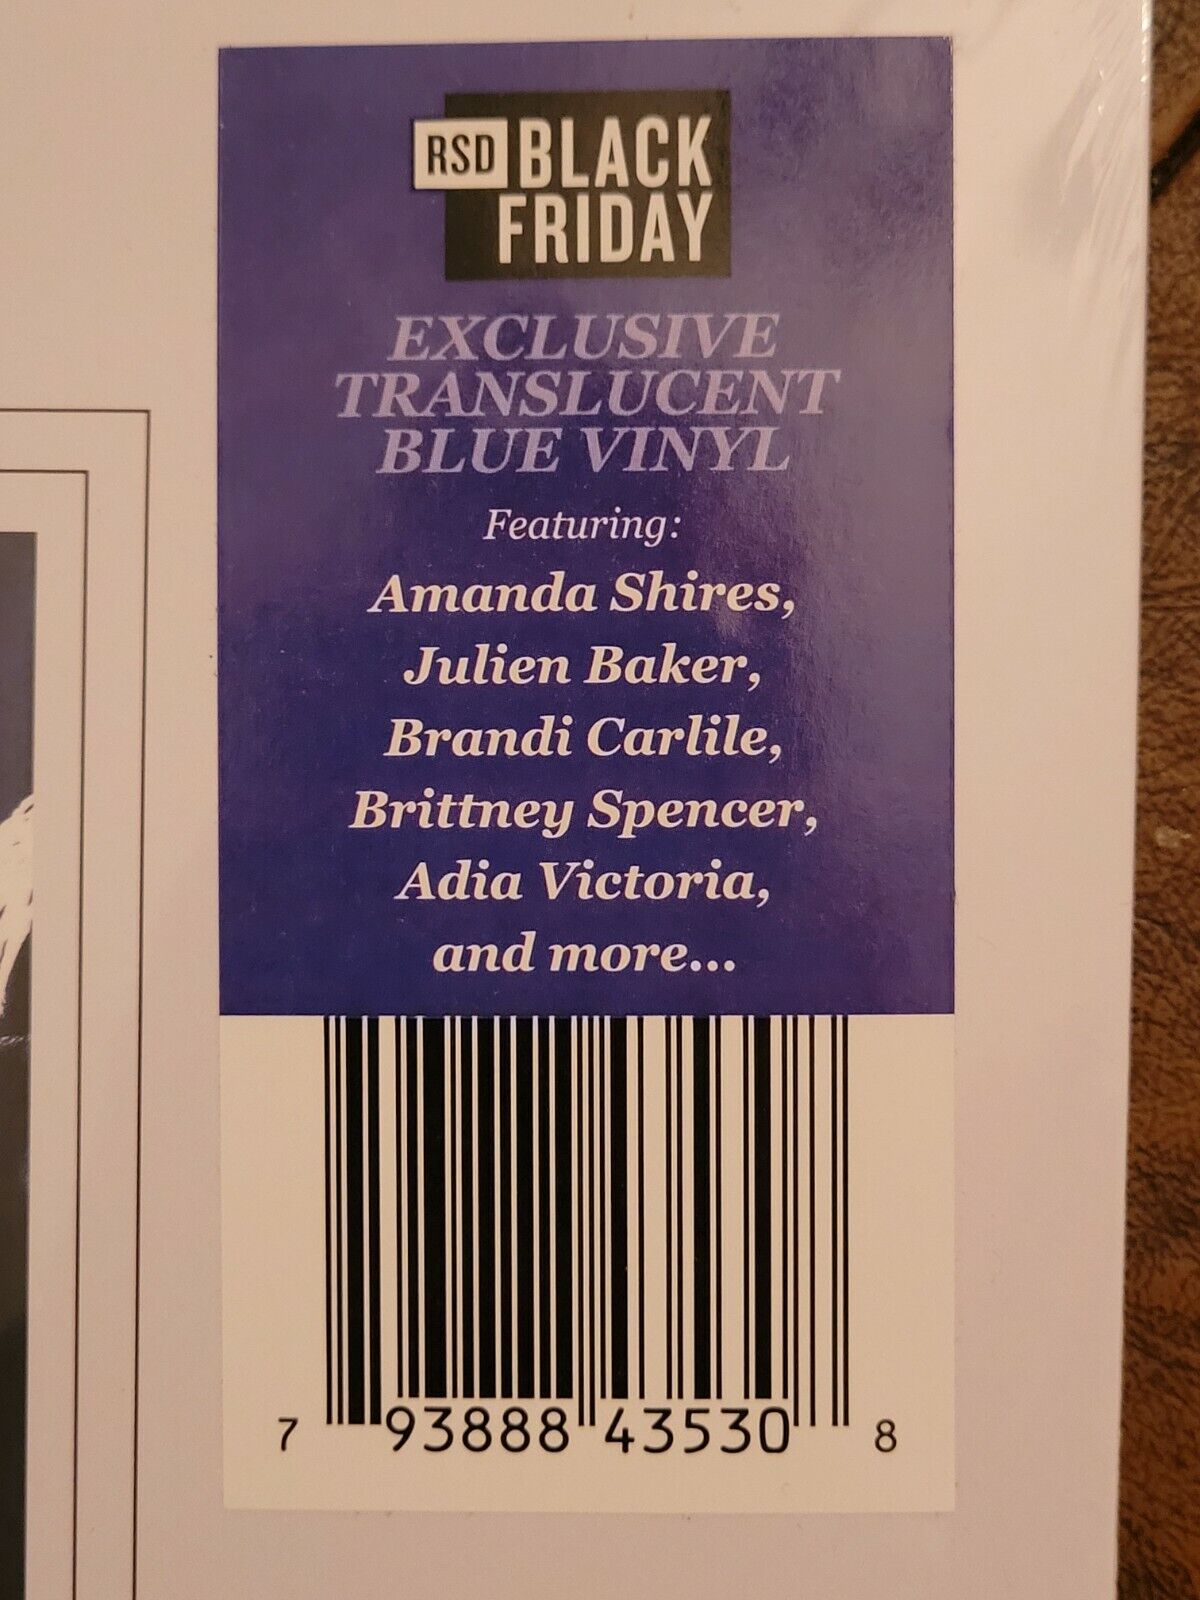 RSD BLACK
FRIDAY
EXCLUSIVE
TRANSLUCENT
BLUE VINYL
Featuring:
Amanda Shires,
Julien Baker,
Brandi Carlile,
Brittney Spencer,
Adia Victoria,
and more...
7 93888 43530 8